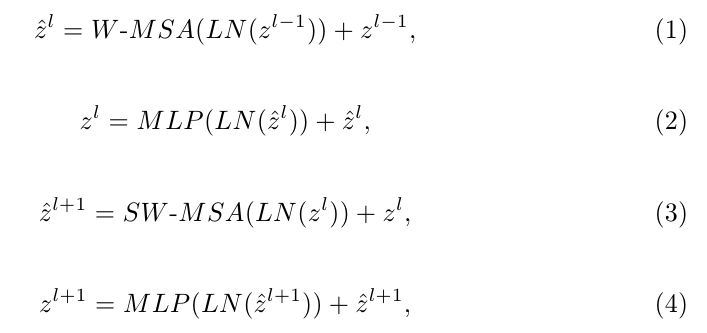 ẑ^l = W-MSA(LN(z^{l−1})) + z^{l−1}, (1)
z^l = MLP(LN(ẑ^l)) + ẑ^l, (2)
ẑ^{l+1} = SW-MSA(LN(z^l)) + z^l, (3)
z^{l+1} = MLP(LN(ẑ^{l+1})) + ẑ^{l+1}, (4)